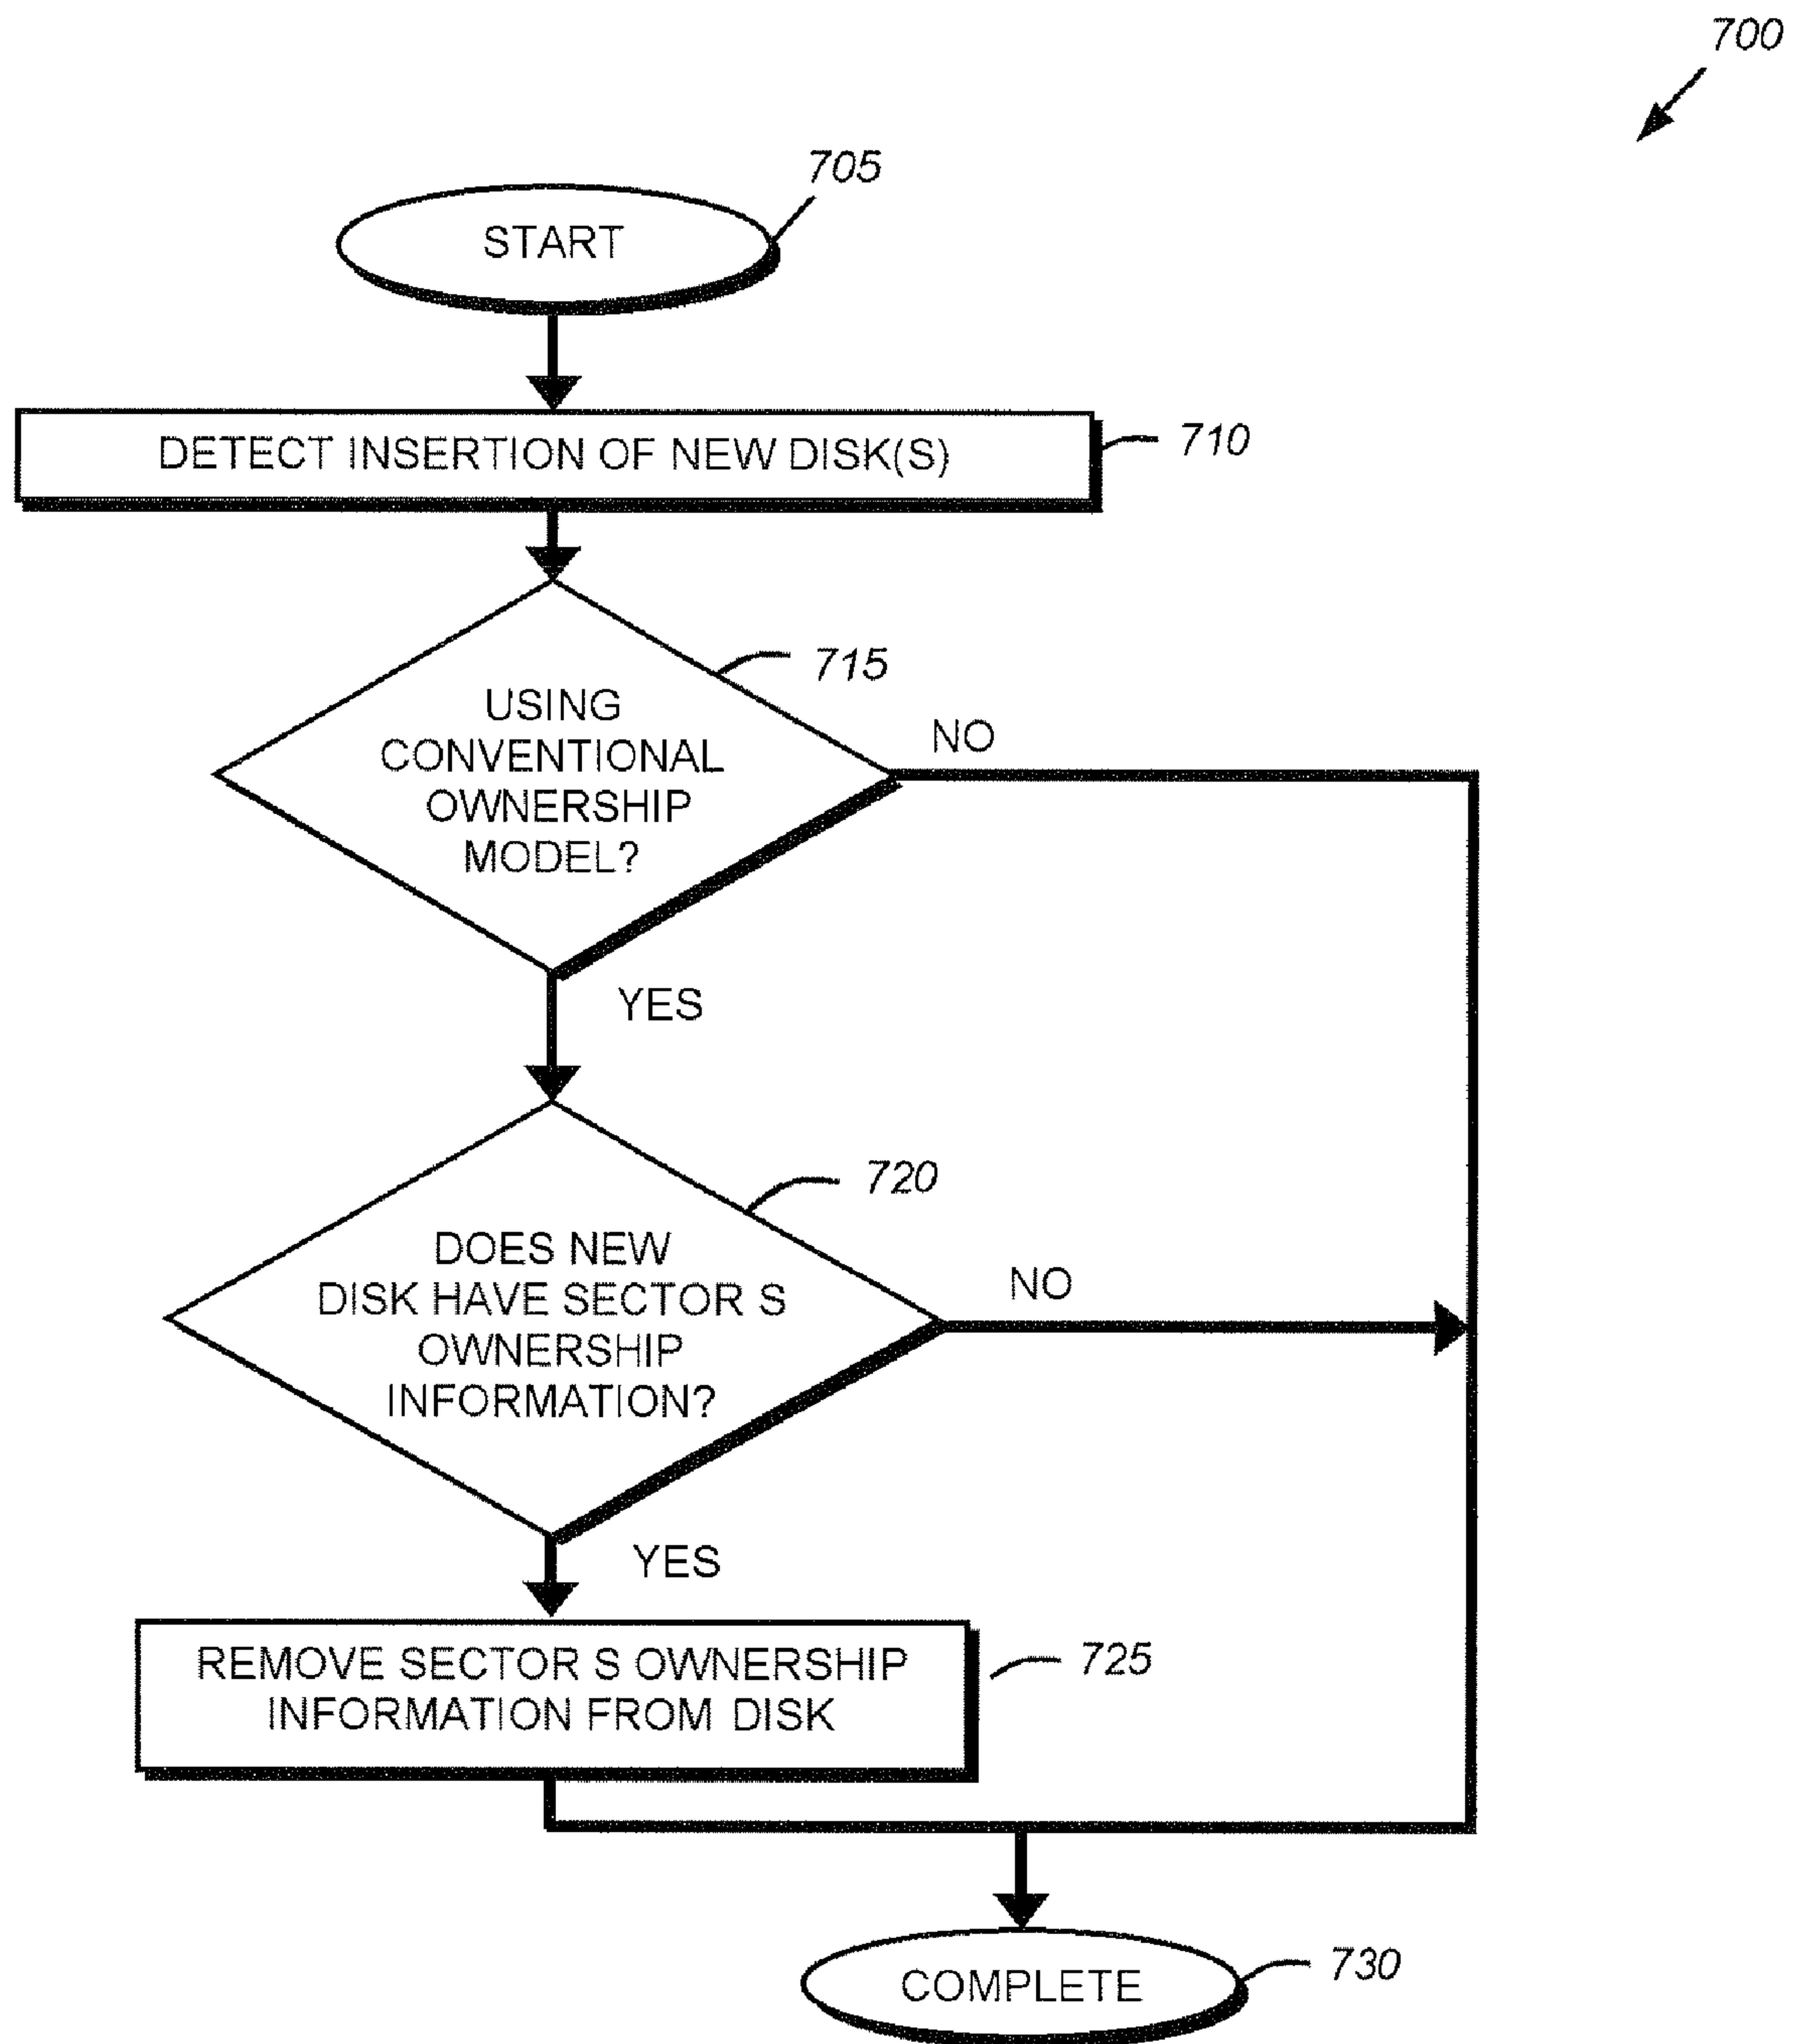 700
705
START
DETECT INSERTION OF NEW DISK(S)
710
715
USING
CONVENTIONAL
OWNERSHIP
MODEL?
NO
YES
720
DOES NEW
DISK HAVE SECTOR S
OWNERSHIP
INFORMATION?
NO
YES
REMOVE SECTOR S OWNERSHIP
INFORMATION FROM DISK
725
COMPLETE
730